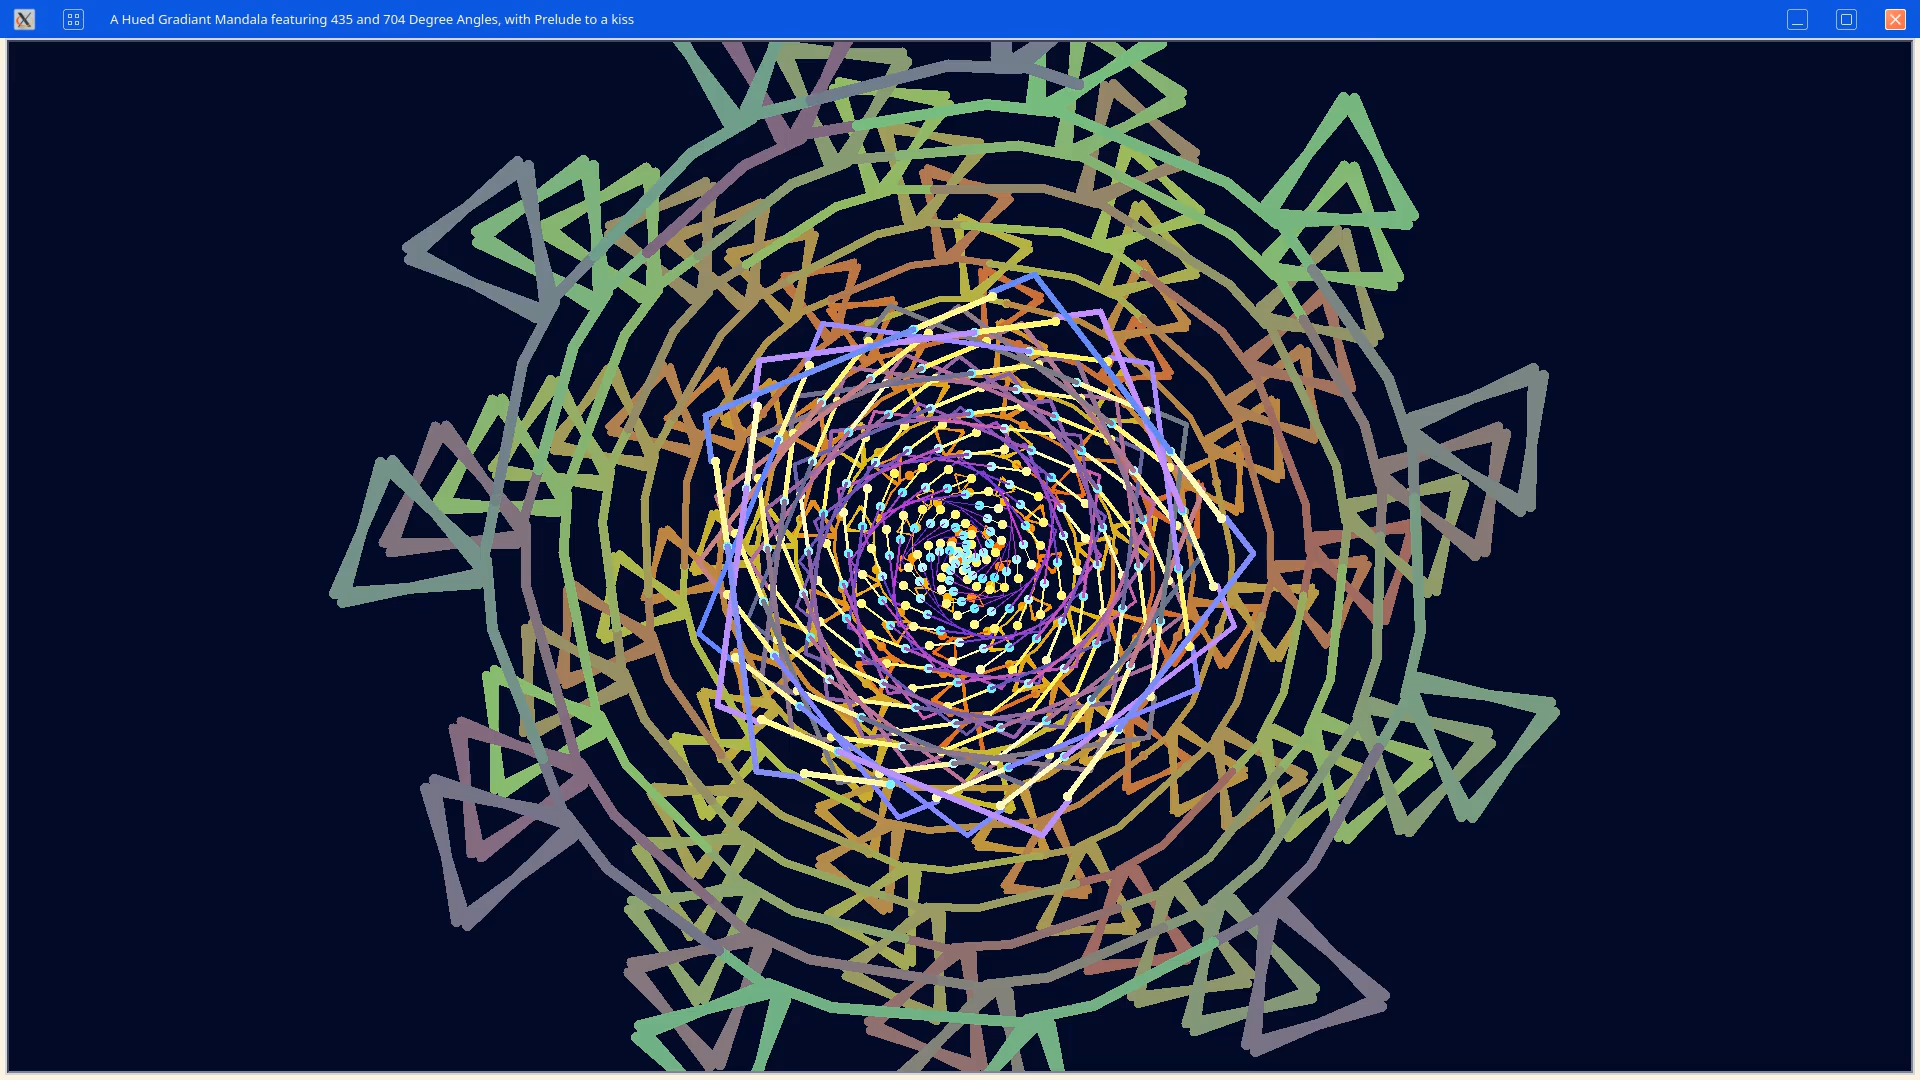 A Hued Gradiant Mandala featuring 435 and 704 Degree Angles, with Prelude to a kiss